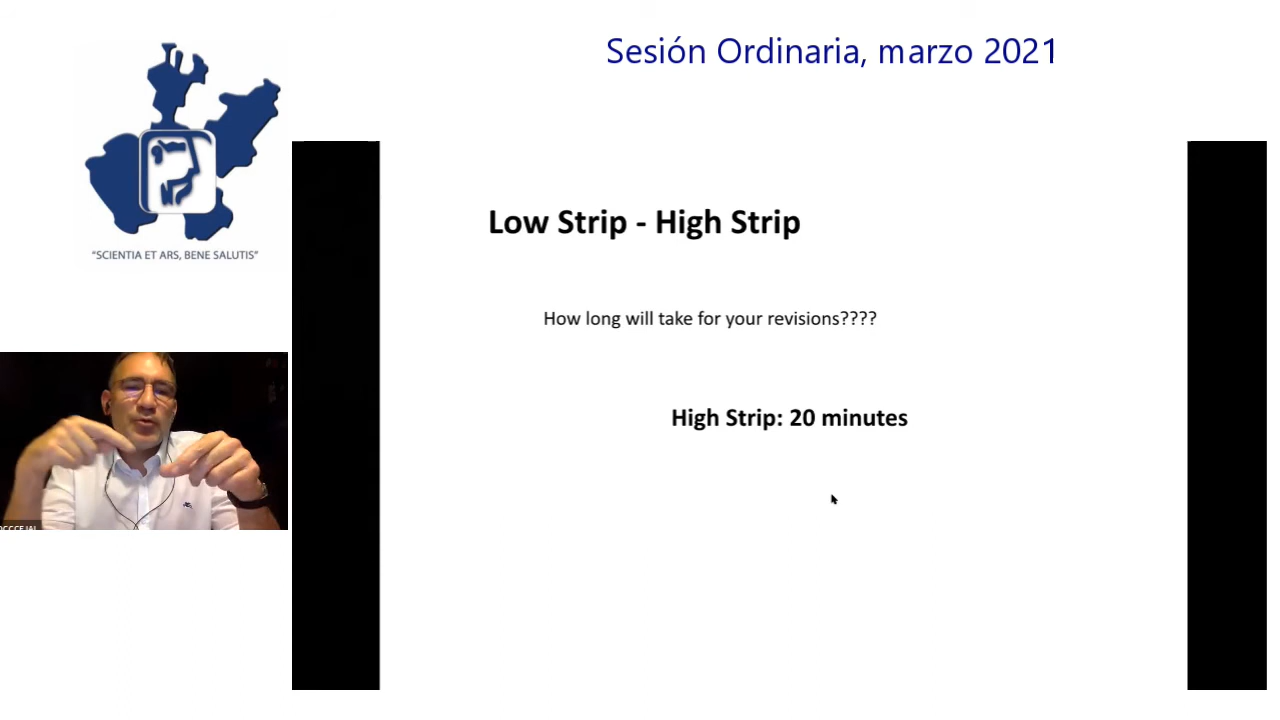 Sesión Ordinaria, marzo 2021
"SCIENTIA ET ARS, BENE SALUTIS"
Low Strip - High Strip
How long will take for your revisions????
High Strip: 20 minutes